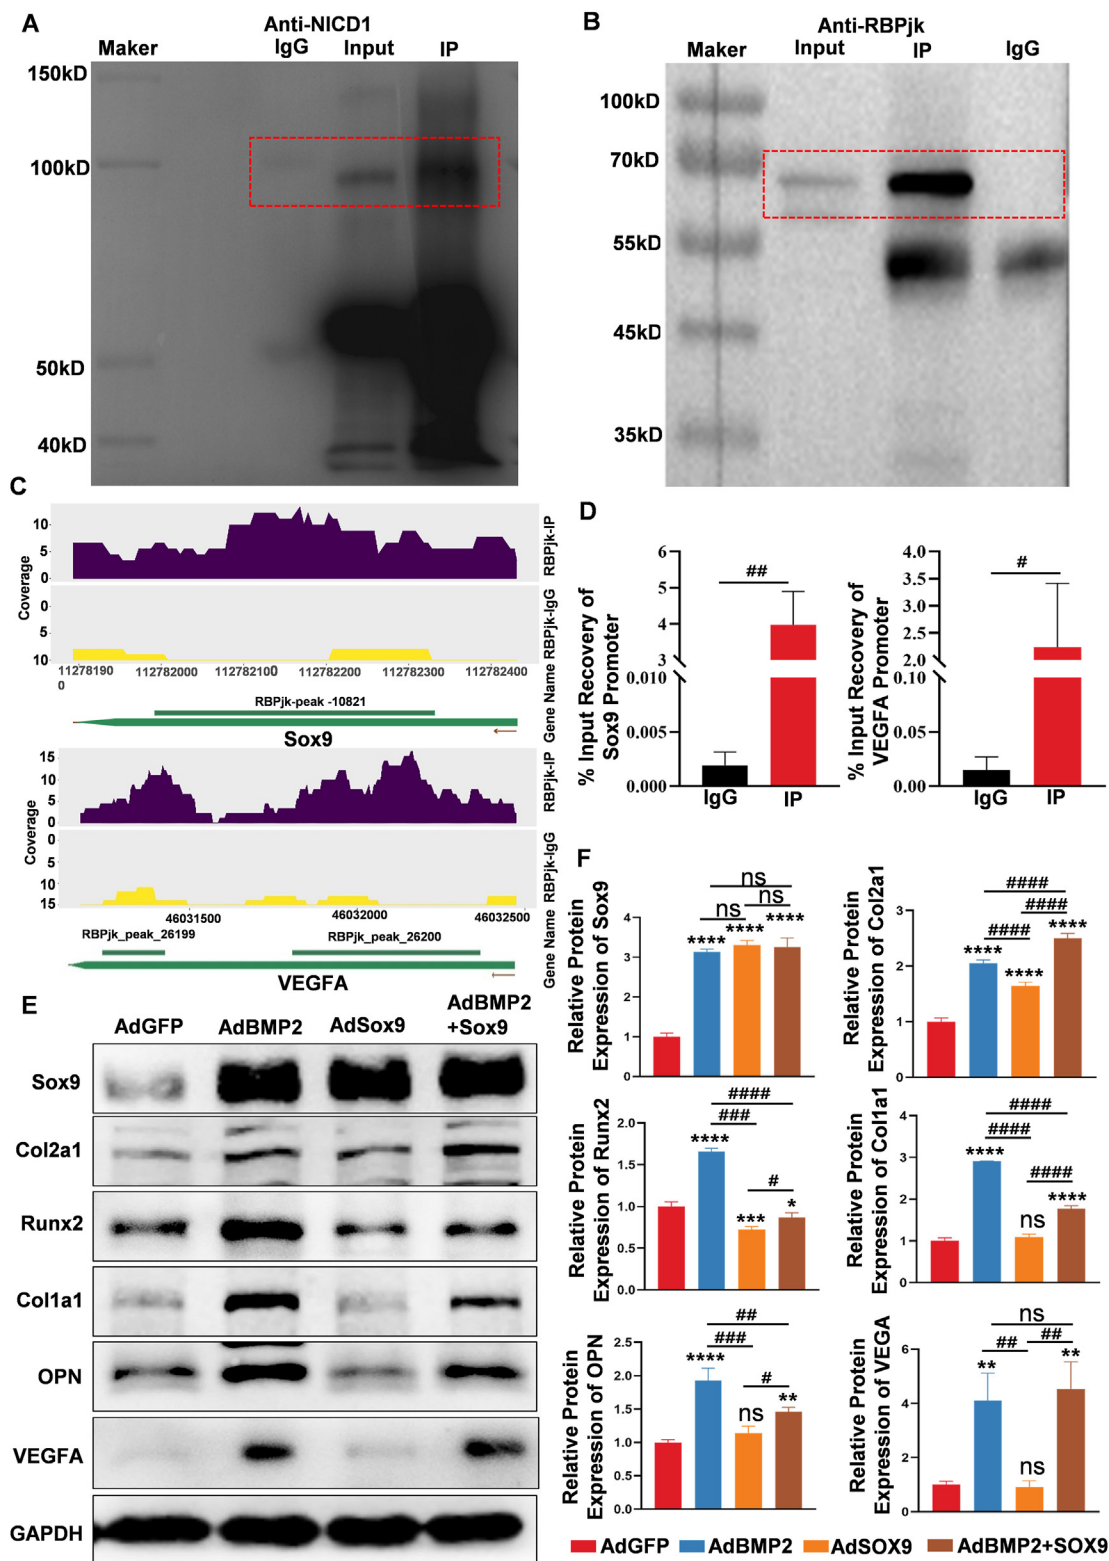 A
Anti-NICD1
Maker
IgG
Input
IP
150kD
100kD
50kD
40kD
B
Anti-RBPjk
Maker
Input
IP
IgG
100kD
70kD
55kD
45kD
35kD
C
Coverage
10
5
0
RBPjk-IP
0
5
10
RBPjk-IgG
112778190
0
112782000
112782100
112782200
112782300
112782400
Gene Name
RBPjk-peak -10821
Sox9
Coverage
15
10
5
0
RBPjk-IP
0
5
10
15
RBPjk-IgG
46031500
46032000
46032500
Gene Name
RBPjk_peak_26199
RBPjk_peak_26200
VEGFA
D
% Input Recovery of
Sox9 Promoter
6
5
4
3
0.010
0.005
0.000
##
IgG
IP
% Input Recovery of
VEGFA Promoter
4.0
3.5
3.0
2.5
2.0
0.10
0.05
0.00
#
IgG
IP
E
AdGFP
AdBMP2
AdSox9
AdBMP2
+Sox9
Sox9
Col2a1
Runx2
Col1a1
OPN
VEGFA
GAPDH
F
Relative Protein
Expression of Sox9
4
3
2
1
0
ns
ns
ns
****
****
****
Relative Protein
Expression of Col2a1
3
2
1
0
####
####
####
****
****
****
Relative Protein
Expression of Runx2
2.0
1.5
1.0
0.5
0.0
####
###
#
****
***
*
Relative Protein
Expression of Col1a1
4
3
2
1
0
####
####
####
****
ns
****
Relative Protein
Expression of OPN
2.5
2.0
1.5
1.0
0.5
0.0
##
###
#
****
ns
**
Relative Protein
Expression of VEGA
6
4
2
0
ns
##
##
**
ns
**
AdGFP
AdBMP2
AdSOX9
AdBMP2+SOX9